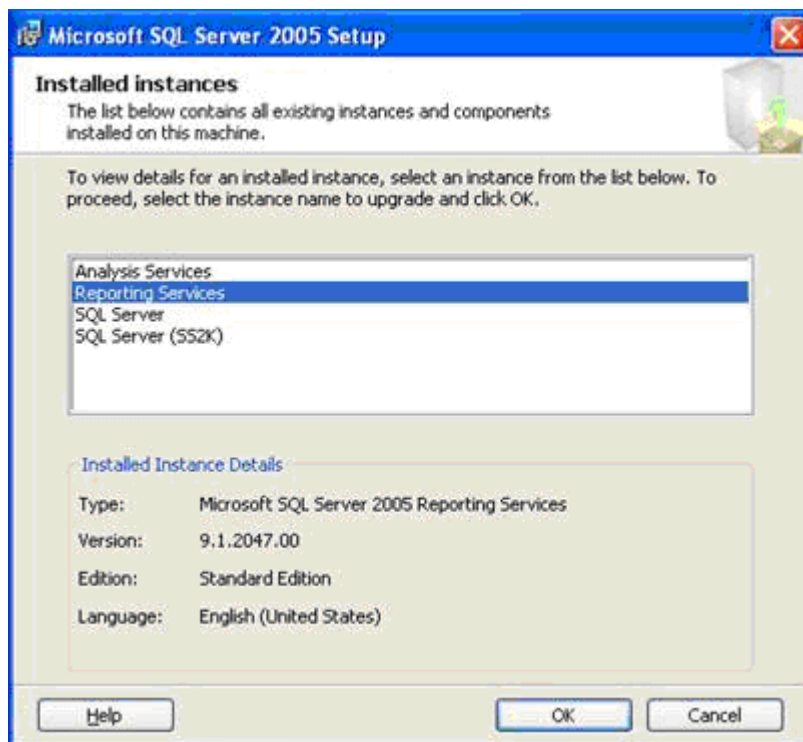 Microsoft SQL Server 2005 Setup
Installed instances
The list below contains all existing instances and components
installed on this machine.
To view details for an installed instance, select an instance from the list below. To
proceed, select the instance name to upgrade and click OK.
Analysis Services
Reporting Services
SQL Server
SQL Server (SS2K)
Installed Instance Details
Type: Microsoft SQL Server 2005 Reporting Services
Version: 9.1.2047.00
Edition: Standard Edition
Language: English (United States)
Help OK Cancel